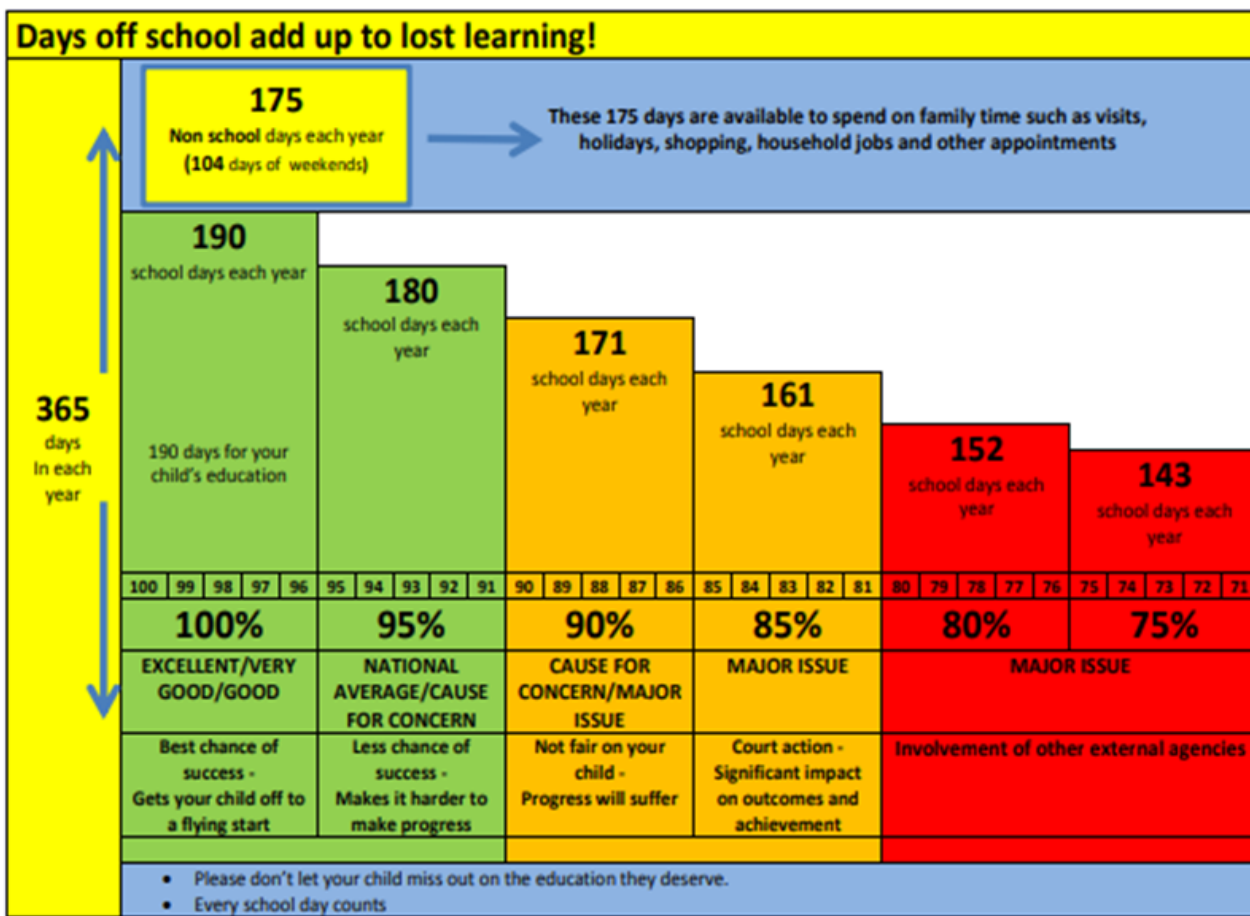 Days off school add up to lost learning!
175
Non school days each year
(104 days of weekends)
These 175 days are available to spend on family time such as visits,
holidays, shopping, household jobs and other appointments
365
days
In each
year
190
school days each year
190 days for your
child's education
180
school days each
year
171
school days each
year
161
school days each
year
152
school days each
year
143
school days each
year
100 99 98 97 96 95 94 93 92 91 90 89 88 87 86 85 84 83 82 81 80 79 78 77 76 75 74 73 72 71
100% 95% 90% 85% 80% 75%
EXCELLENT/VERY
GOOD/GOOD
NATIONAL
AVERAGE/CAUSE
FOR CONCERN
CAUSE FOR
CONCERN/MAJOR
ISSUE
MAJOR ISSUE
MAJOR ISSUE
Best chance of
success -
Gets your child off to
a flying start
Less chance of
success -
Makes it harder to
make progress
Not fair on your
child -
Progress will suffer
Court action -
Significant impact
on outcomes and
achievement
Involvement of other external agencies
• Please don't let your child miss out on the education they deserve.
• Every school day counts